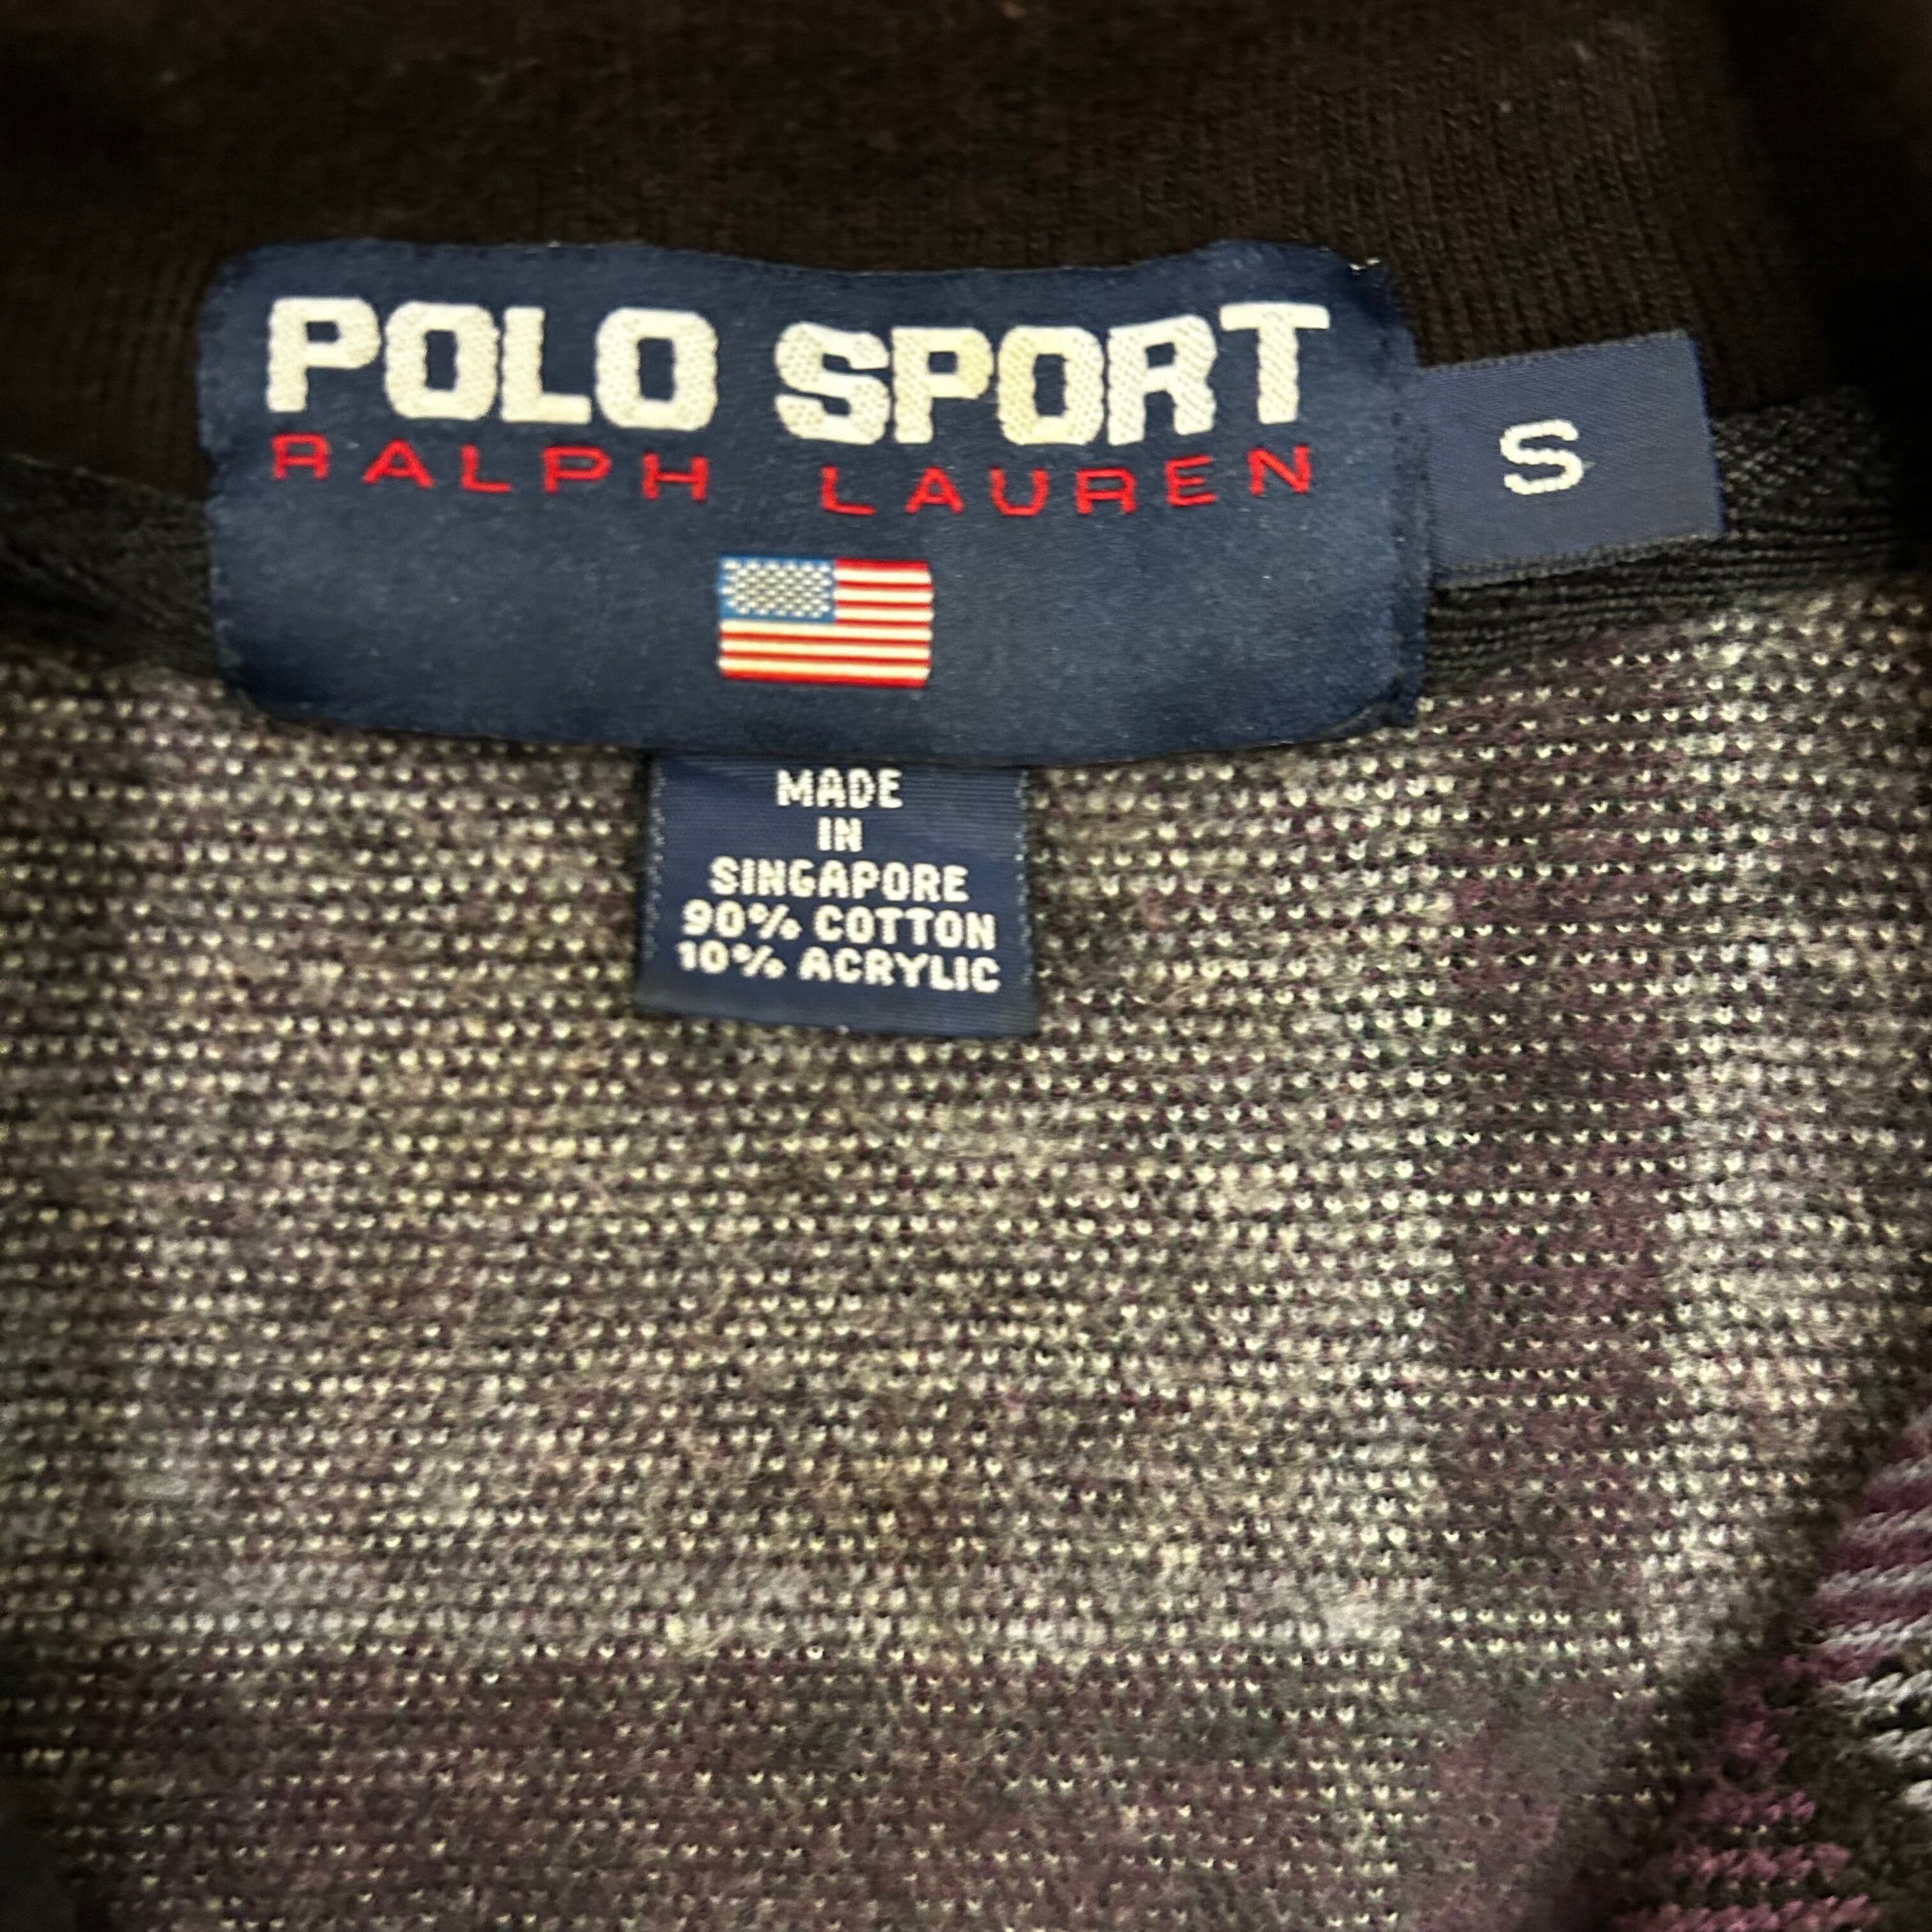 POLO SPORT
RALPH LAUREN
S
MADE
IN
SINGAPORE
90% COTTON
10% ACRYLIC